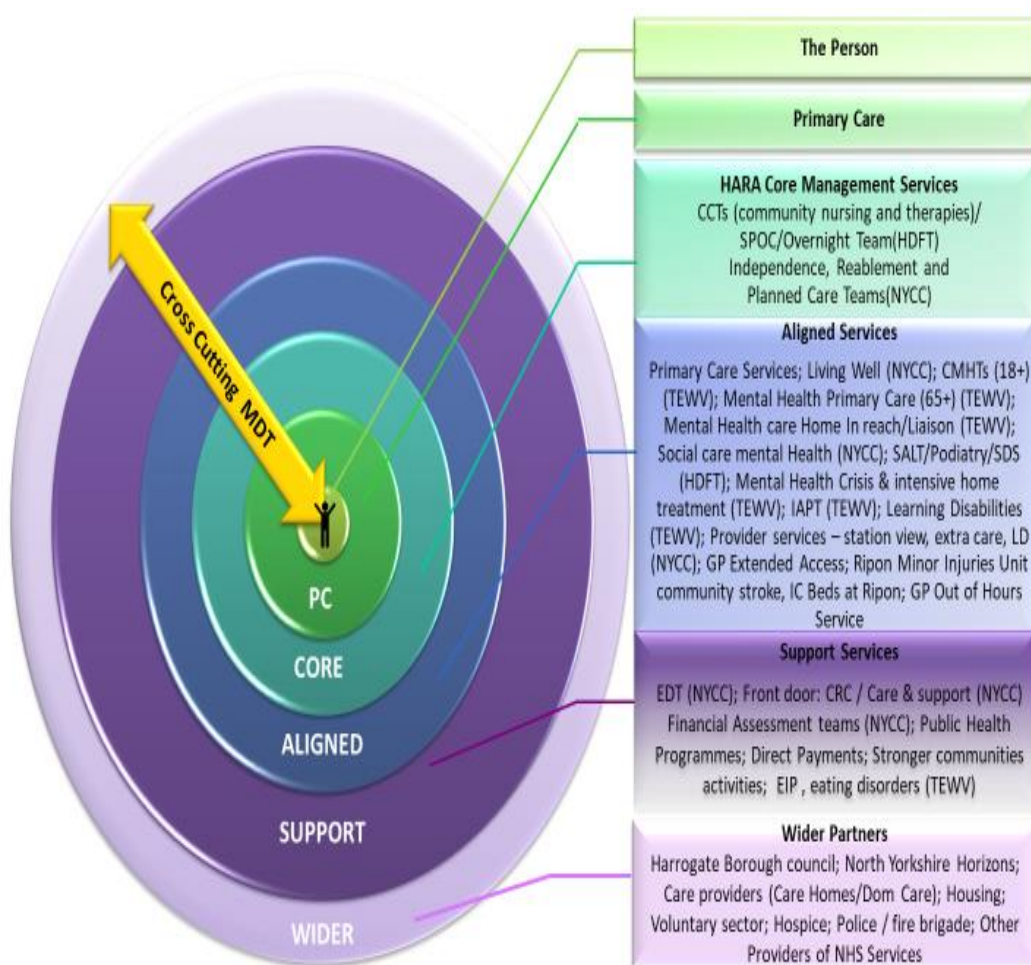 Cross Cutting MDT
PC
CORE
ALIGNED
SUPPORT
WIDER
The Person
Primary Care
HARA Core Management Services
CCTs (community nursing and therapies)/
SPOC/Overnight Team(HDFT)
Independence, Reablement and
Planned Care Teams(NYCC)
Aligned Services
Primary Care Services; Living Well (NYCC); CMHTs (18+)
(TEWV); Mental Health Primary Care (65+) (TEWV);
Mental Health care Home In reach/Liaison (TEWV);
Social care mental Health (NYCC); SALT/Podiatry/SDS
(HDFT); Mental Health Crisis & intensive home
treatment (TEWV); IAPT (TEWV); Learning Disabilities
(TEWV); Provider services – station view, extra care, LD
(NYCC); GP Extended Access; Ripon Minor Injuries Unit
community stroke, IC Beds at Ripon; GP Out of Hours
Service
Support Services
EDT (NYCC); Front door: CRC / Care & support (NYCC)
Financial Assessment teams (NYCC); Public Health
Programmes; Direct Payments; Stronger communities
activities; EIP , eating disorders (TEWV)
Wider Partners
Harrogate Borough council; North Yorkshire Horizons;
Care providers (Care Homes/Dom Care); Housing;
Voluntary sector; Hospice; Police / fire brigade; Other
Providers of NHS Services